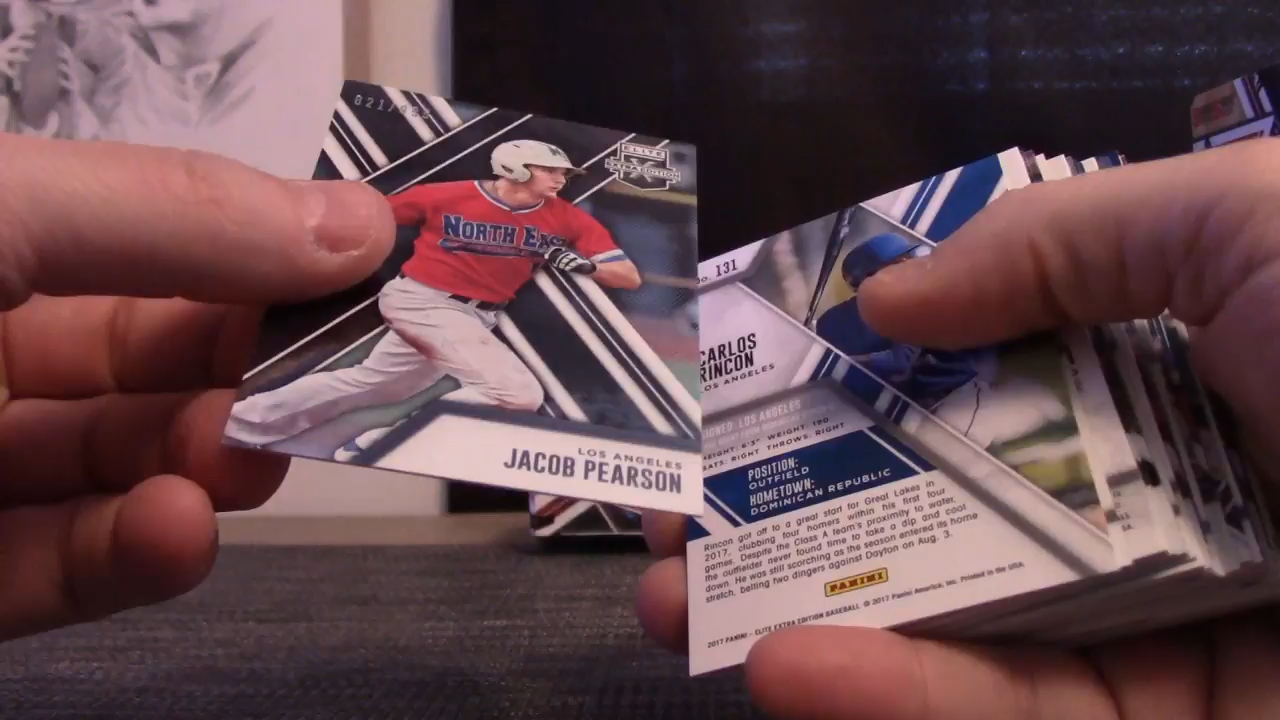 ELITE
EXTRA EDITION
NORTH EAS
LOS ANGELES
JACOB PEARSON
131
CARLOS
RINCON
LOS ANGELES
LOS ANGELES
HEIGHT: 6'3" WEIGHT: 190
BATS: RIGHT THROWS: RIGHT
POSITION:
OUTFIELD
HOMETOWN:
DOMINICAN REPUBLIC
Rincon got off to a great start for Great Lakes in
2017, clubbing four homers within his first four
games. Despite the Class A team's proximity to water,
the outfielder never found time to take a dip and cool
down. He was still scorching as the season entered its home
stretch, belting two dingers against Dayton on Aug. 3.
PANINI
2017 PANINI - ELITE EXTRA EDITION BASEBALL © 2017 Panini America, Inc. Printed in the USA.